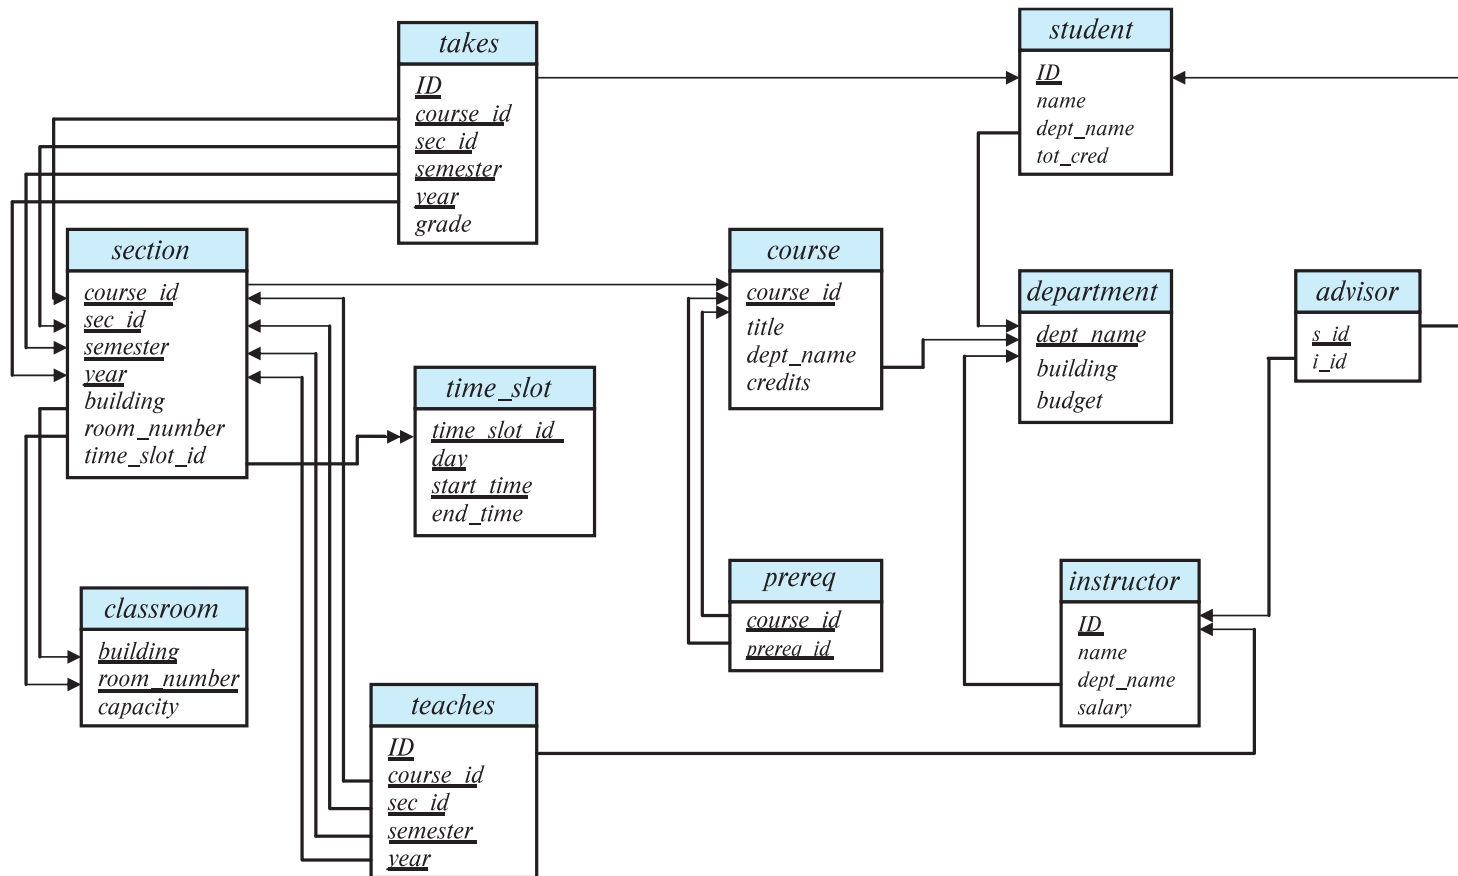 takes
ID
course_id
sec_id
semester
year
grade
student
ID
name
dept_name
tot_cred
section
course_id
sec_id
semester
year
building
room_number
time_slot_id
course
course_id
title
dept_name
credits
department
dept_name
building
budget
advisor
s_id
i_id
time_slot
time_slot_id
day
start_time
end_time
prereq
course_id
prereq_id
instructor
ID
name
dept_name
salary
classroom
building
room_number
capacity
teaches
ID
course_id
sec_id
semester
year